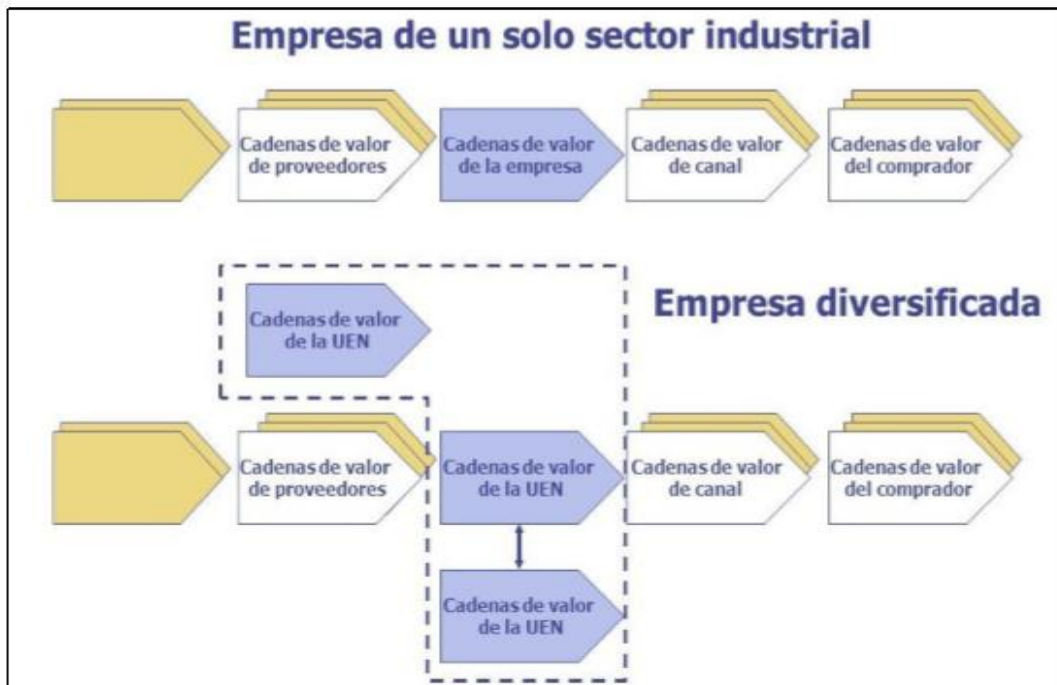 Empresa de un solo sector industrial
Cadenas de valor
de proveedores
Cadenas de valor
de la empresa
Cadenas de valor
de canal
Cadenas de valor
del comprador
Empresa diversificada
Cadenas de valor
de la UEN
Cadenas de valor
de proveedores
Cadenas de valor
de la UEN
Cadenas de valor
de canal
Cadenas de valor
del comprador
Cadenas de valor
de la UEN